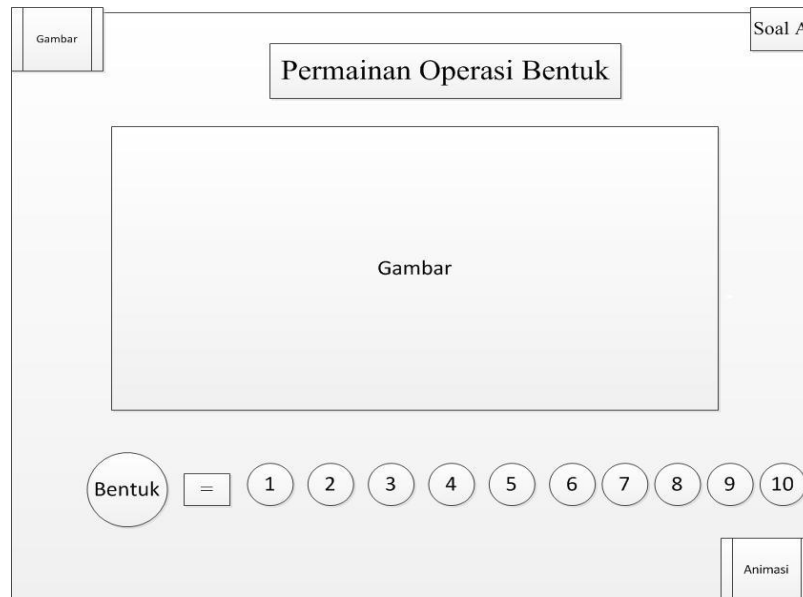 Gambar
Soal A
Permainan Operasi Bentuk
Gambar
Bentuk = 1 2 3 4 5 6 7 8 9 10
Animasi